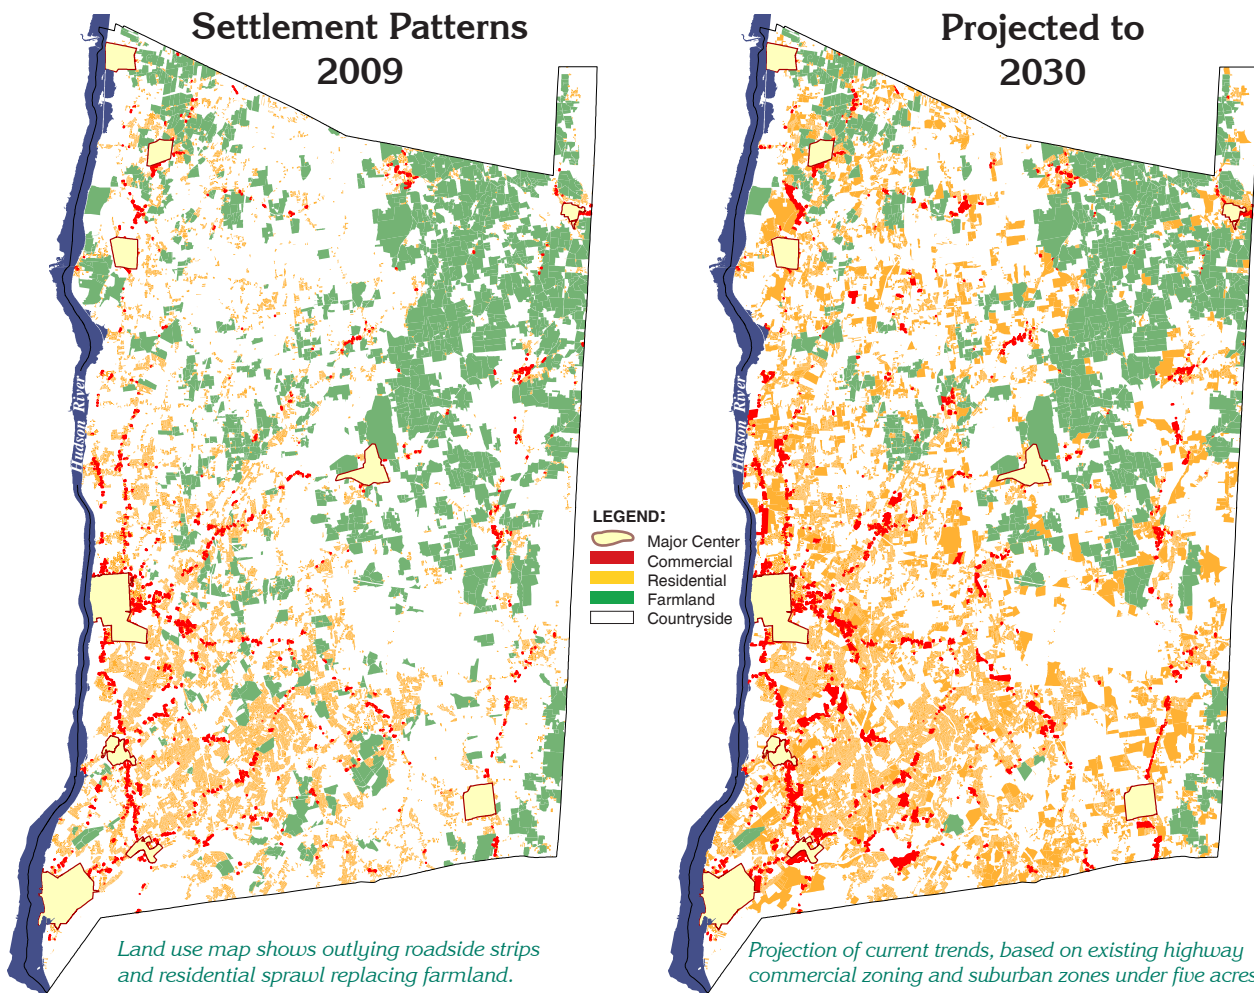 Settlement Patterns
2009
Projected to
2030
Hudson River
Hudson River
LEGEND:
Major Center
Commercial
Residential
Farmland
Countryside
Land use map shows outlying roadside strips
and residential sprawl replacing farmland.
Projection of current trends, based on existing highway
commercial zoning and suburban zones under five acres